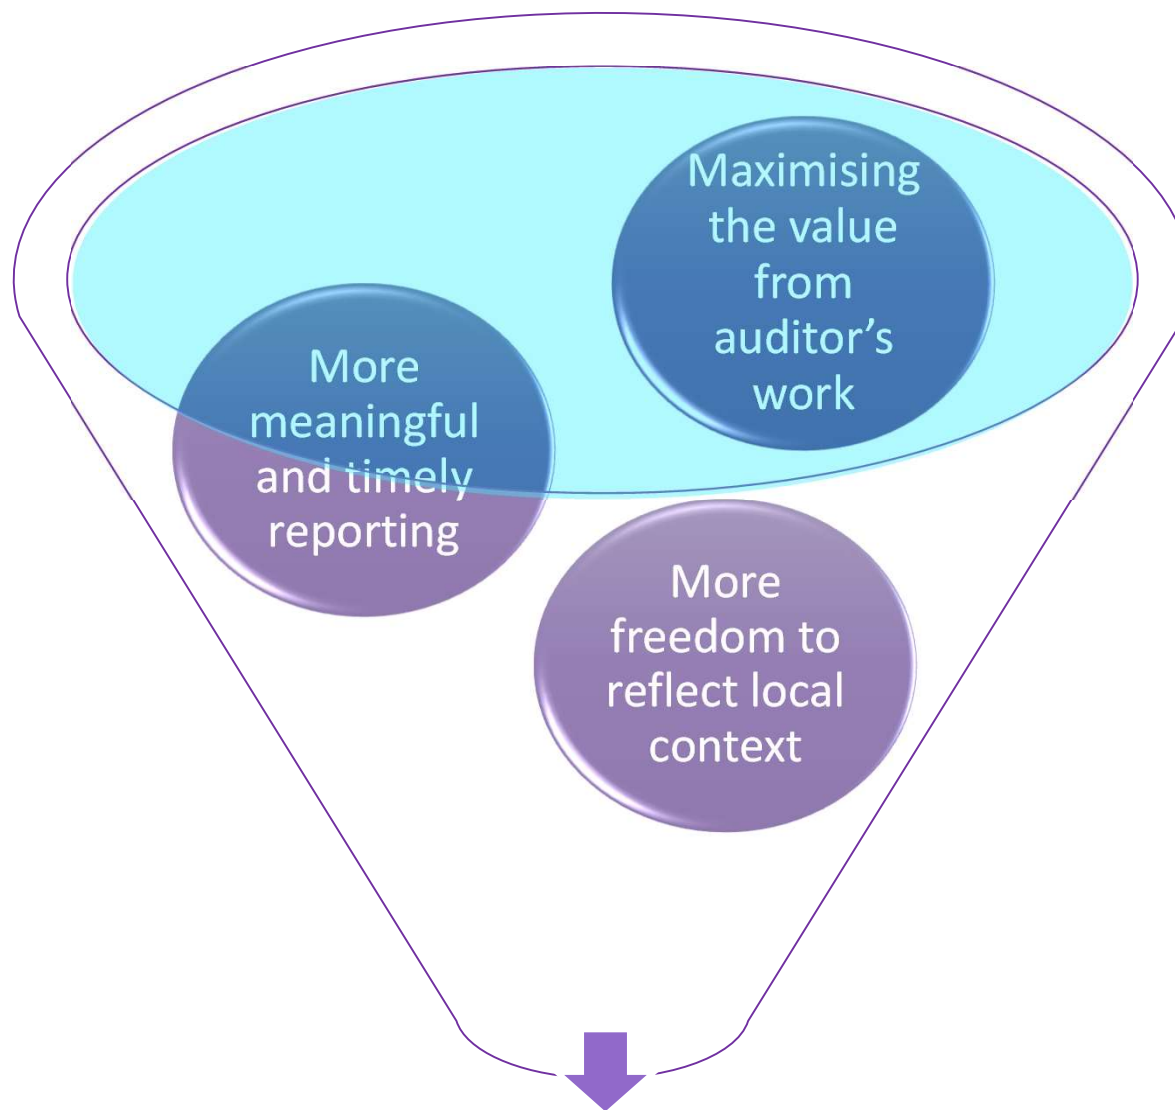 Maximising
the value
from
auditor’s
work
More
meaningful
and timely
reporting
More
freedom to
reflect local
context